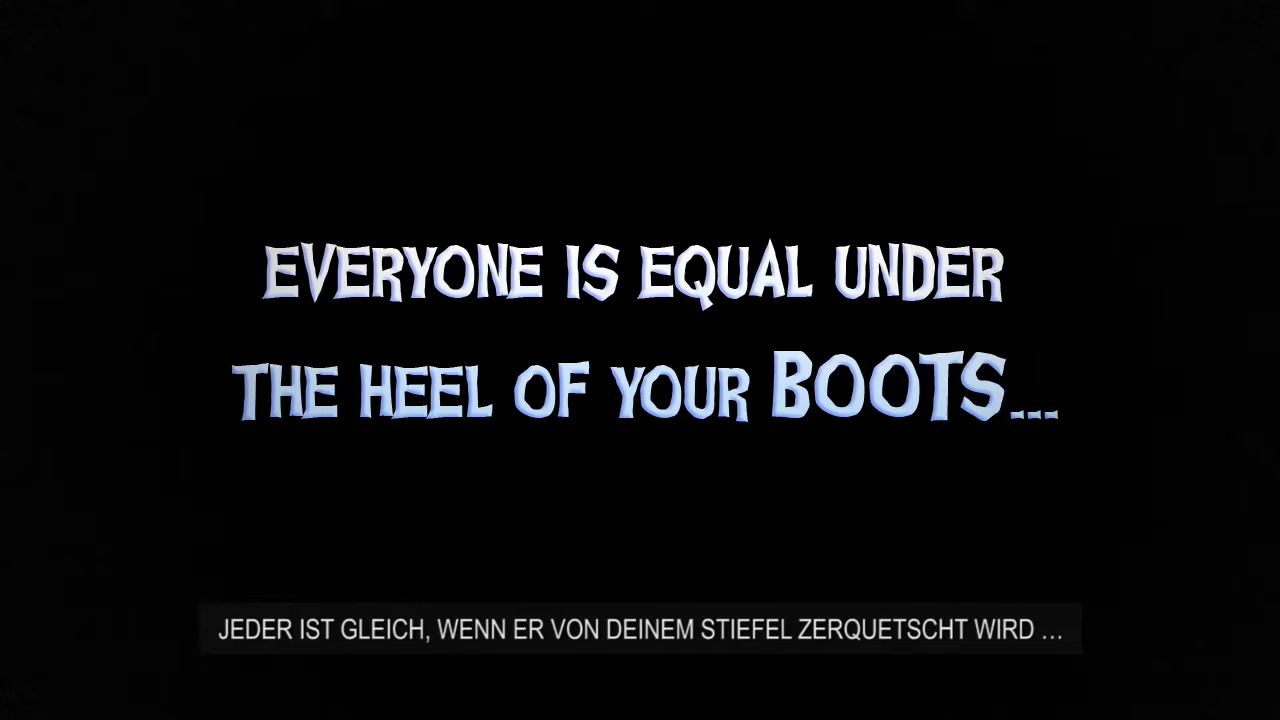 EVERYONE IS EQUAL UNDER
THE HEEL OF YOUR BOOTS...
JEDER IST GLEICH, WENN ER VON DEINEM STIEFEL ZERQUETSCHT WIRD ...